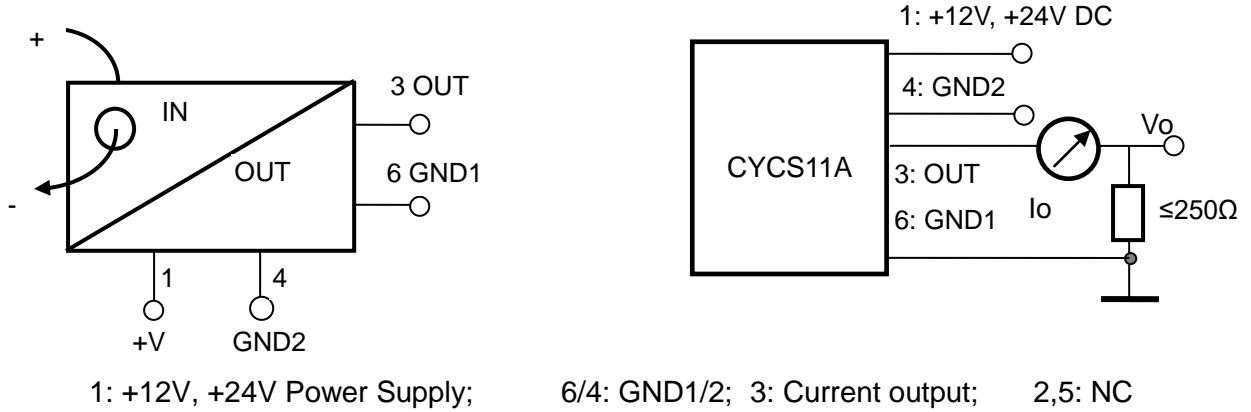 +
-
IN
OUT
3 OUT
6 GND1
1
4
+V
GND2
1: +12V, +24V DC
4: GND2
CYCS11A
3: OUT
6: GND1
Io
Vo
≤250Ω
1: +12V, +24V Power Supply; 6/4: GND1/2; 3: Current output; 2,5: NC